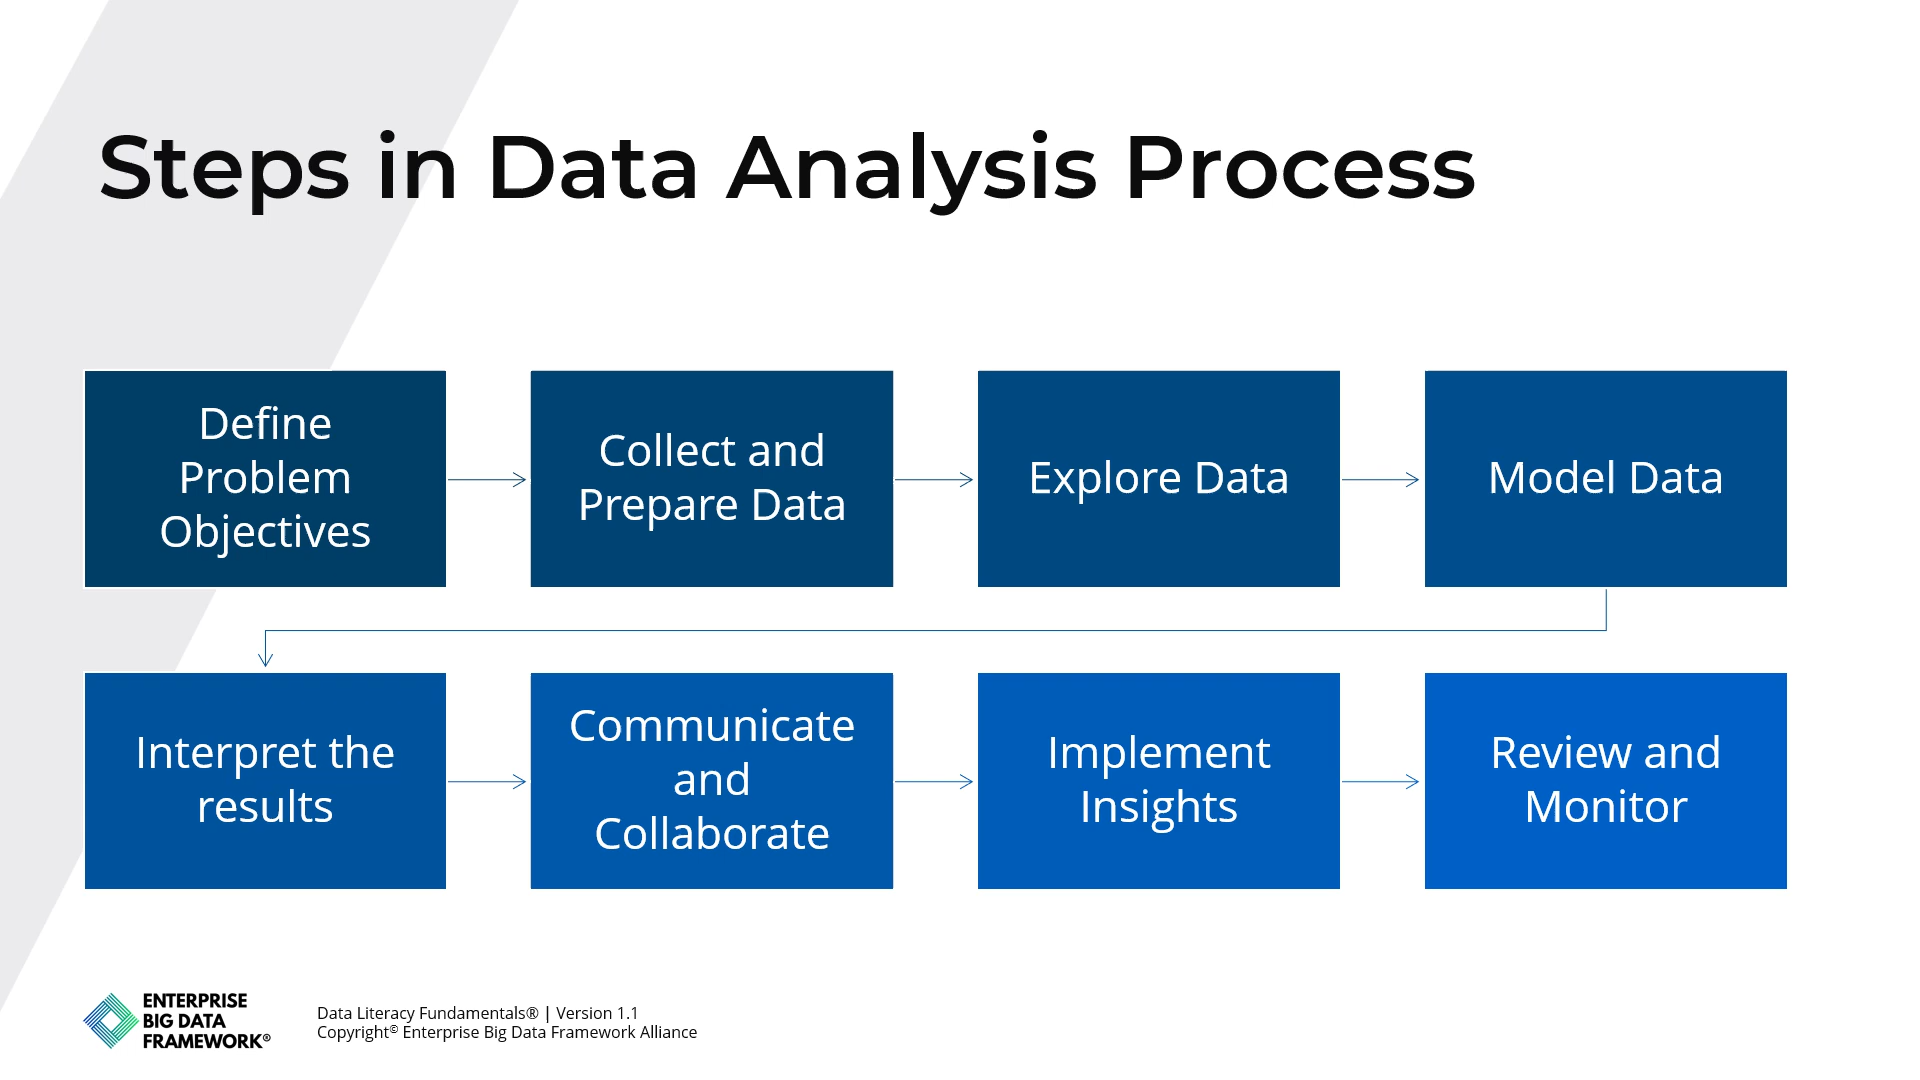 Steps in Data Analysis Process
Define
Problem
Objectives
Collect and
Prepare Data
Explore Data
Model Data
Interpret the
results
Communicate
and
Collaborate
Implement
Insights
Review and
Monitor
ENTERPRISE
BIG DATA
FRAMEWORK®
Data Literacy Fundamentals® | Version 1.1
Copyright© Enterprise Big Data Framework Alliance